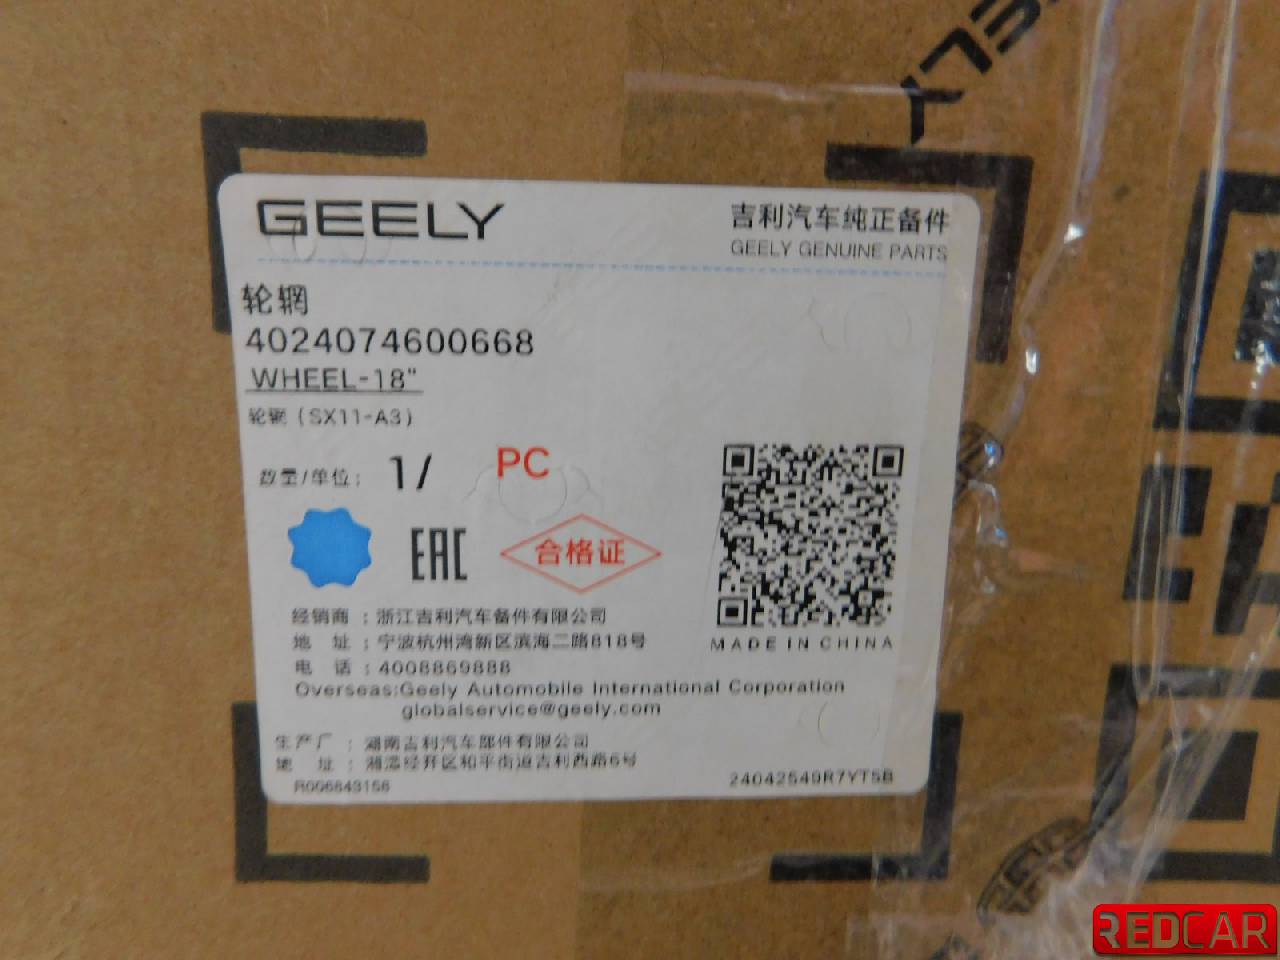 GEELY
GEELY
吉利汽车纯正备件
GEELY GENUINE PARTS
轮辋
4024074600668
WHEEL-18"
轮辋（SX11-A3）
数量/单位： 1/ PC
EAC
合格证
MADE IN CHINA
经销商：浙江吉利汽车备件有限公司
地 址：宁波杭州湾新区滨海二路818号
电 话：4008869888
Overseas:Geely Automobile International Corporation
globalservice@geely.com
生产厂：湖南吉利汽车部件有限公司
地 址：湘潭经开区和平街道吉利西路6号
R006843156
24042549R7YT5B
REDCAR